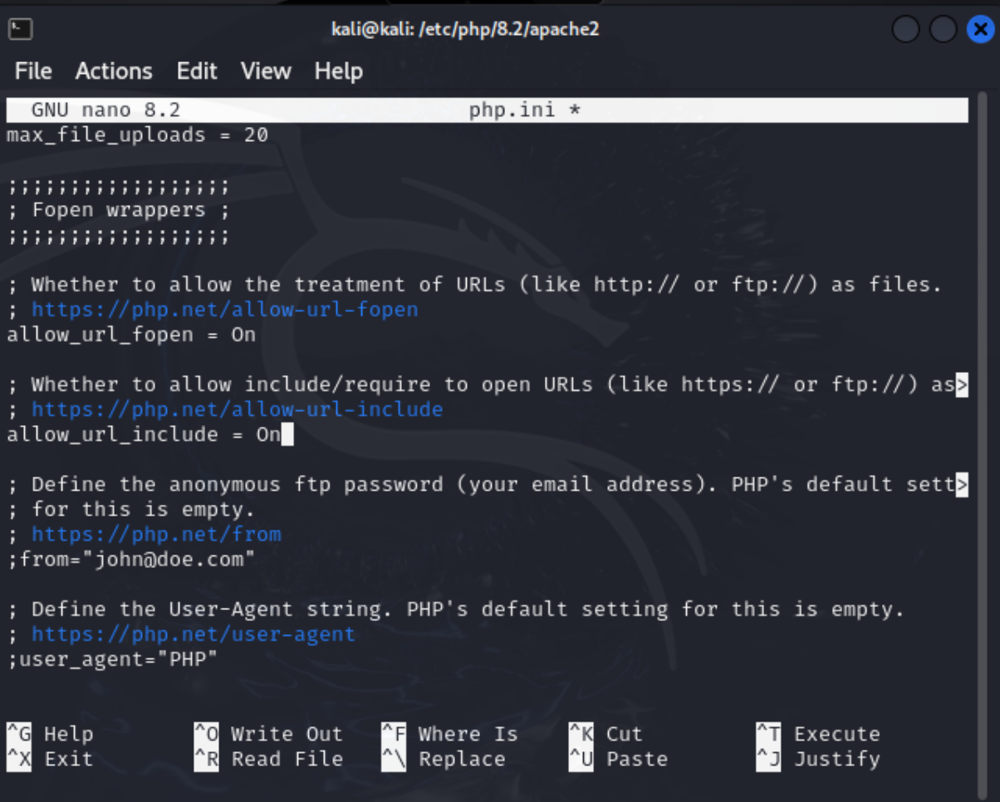 kali@kali: /etc/php/8.2/apache2
File Actions Edit View Help
GNU nano 8.2 php.ini *
max_file_uploads = 20
;;;;;;;;;;;;;;;;;;
; Fopen wrappers ;
;;;;;;;;;;;;;;;;;;
; Whether to allow the treatment of URLs (like http:// or ftp://) as files.
; https://php.net/allow-url-fopen
allow_url_fopen = On
; Whether to allow include/require to open URLs (like https:// or ftp://) as>
; https://php.net/allow-url-include
allow_url_include = On
; Define the anonymous ftp password (your email address). PHP's default sett>
; for this is empty.
; https://php.net/from
;from="john@doe.com"
; Define the User-Agent string. PHP's default setting for this is empty.
; https://php.net/user-agent
;user_agent="PHP"
^G Help ^O Write Out ^F Where Is ^K Cut ^T Execute
^X Exit ^R Read File ^\ Replace ^U Paste ^J Justify